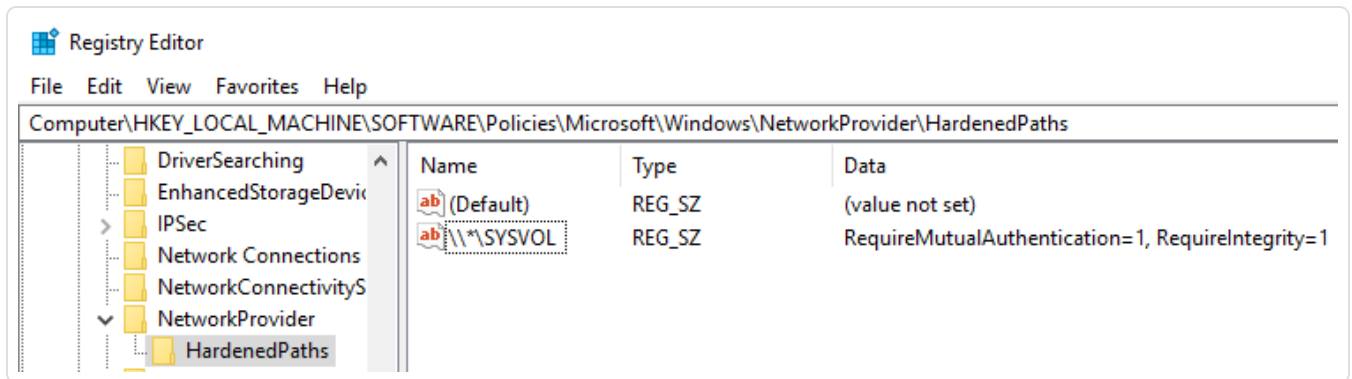 Registry Editor
File Edit View Favorites Help
Computer\HKEY_LOCAL_MACHINE\SOFTWARE\Policies\Microsoft\Windows\NetworkProvider\HardenedPaths
DriverSearching
EnhancedStorageDevic
IPSec
Network Connections
NetworkConnectivityS
NetworkProvider
HardenedPaths
Name Type Data
(Default) REG_SZ (value not set)
\\*\SYSVOL REG_SZ RequireMutualAuthentication=1, RequireIntegrity=1